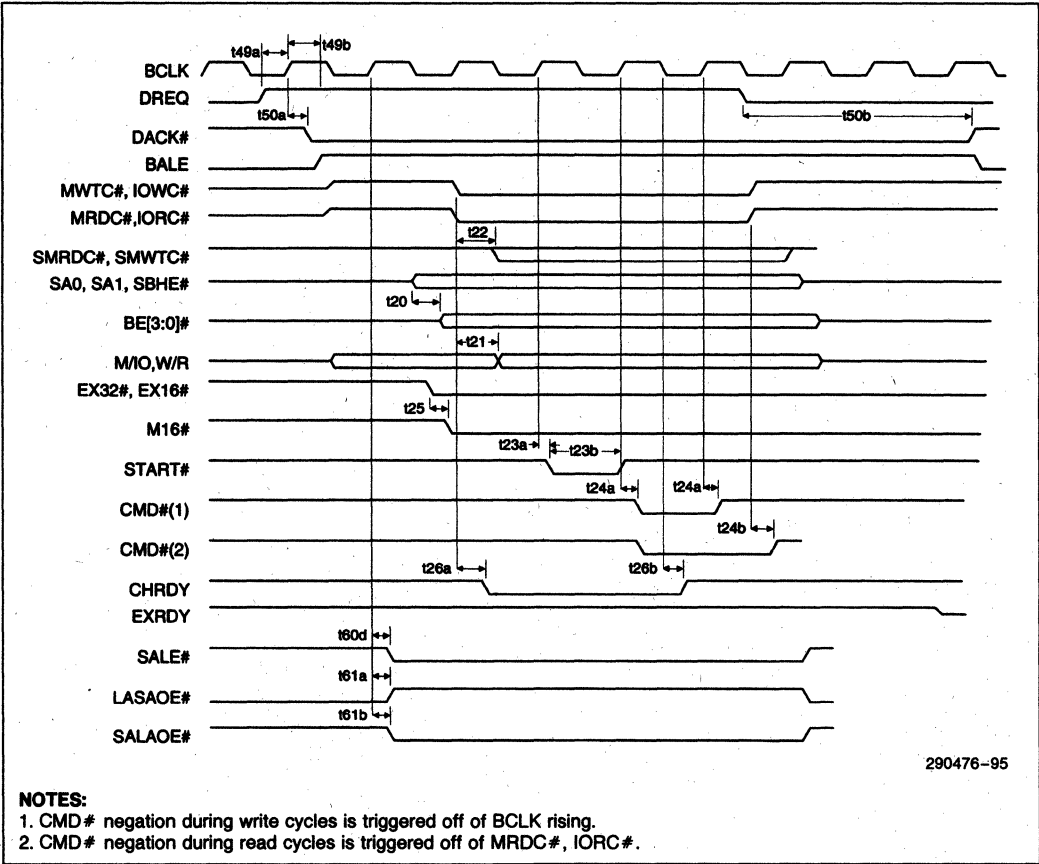 t49a t49b
BCLK
DREQ
t50a t50b
DACK#
BALE
MWTC#, IOWC#
MRDC#,IORC#
t22
SMRDC#, SMWTC#
SA0, SA1, SBHE#
t20
BE[3:0]#
t21
M/IO,W/R
EX32#, EX16#
t25
M16#
t23a t23b
START#
t24a t24a
CMD#(1)
t24b
CMD#(2)
t26a t26b
CHRDY
EXRDY
t60d
SALE#
t61a
LASAOE#
t61b
SALAOE#
290476-95
NOTES:
1. CMD# negation during write cycles is triggered off of BCLK rising.
2. CMD# negation during read cycles is triggered off of MRDC#, IORC#.